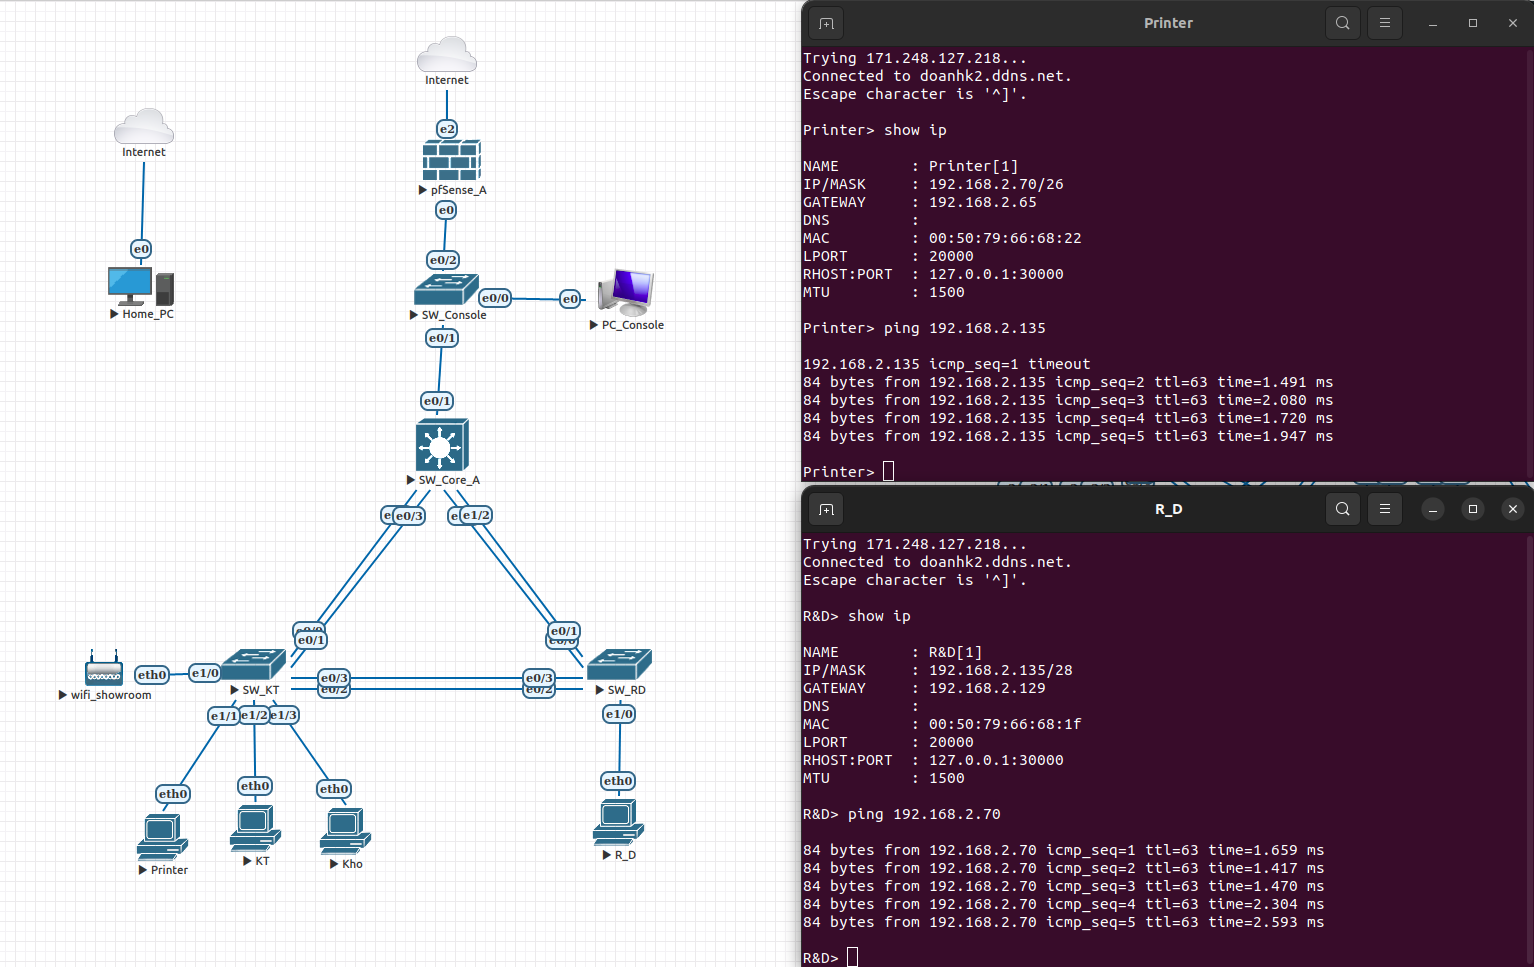 Internet
e2
pfSense_A
e0
Internet
e0
Home_PC
e0/2
SW_Console
e0/0
e0
PC_Console
e0/1
e0/1
SW_Core_A
e0/3
e1/2
e0/1
e0/1
wifi_showroom
eth0
e1/0
SW_KT
e0/3
e0/2
e0/3
e0/2
SW_RD
e1/1
e1/2
e1/3
e1/0
eth0
eth0
eth0
eth0
Printer
KT
Kho
R_D
Printer
Trying 171.248.127.218...
Connected to doanhk2.ddns.net.
Escape character is '^]'.
Printer> show ip
NAME : Printer[1]
IP/MASK : 192.168.2.70/26
GATEWAY : 192.168.2.65
DNS :
MAC : 00:50:79:66:68:22
LPORT : 20000
RHOST:PORT : 127.0.0.1:30000
MTU : 1500
Printer> ping 192.168.2.135
192.168.2.135 icmp_seq=1 timeout
84 bytes from 192.168.2.135 icmp_seq=2 ttl=63 time=1.491 ms
84 bytes from 192.168.2.135 icmp_seq=3 ttl=63 time=2.080 ms
84 bytes from 192.168.2.135 icmp_seq=4 ttl=63 time=1.720 ms
84 bytes from 192.168.2.135 icmp_seq=5 ttl=63 time=1.947 ms
Printer>
R_D
Trying 171.248.127.218...
Connected to doanhk2.ddns.net.
Escape character is '^]'.
R&D> show ip
NAME : R&D[1]
IP/MASK : 192.168.2.135/28
GATEWAY : 192.168.2.129
DNS :
MAC : 00:50:79:66:68:1f
LPORT : 20000
RHOST:PORT : 127.0.0.1:30000
MTU : 1500
R&D> ping 192.168.2.70
84 bytes from 192.168.2.70 icmp_seq=1 ttl=63 time=1.659 ms
84 bytes from 192.168.2.70 icmp_seq=2 ttl=63 time=1.417 ms
84 bytes from 192.168.2.70 icmp_seq=3 ttl=63 time=1.470 ms
84 bytes from 192.168.2.70 icmp_seq=4 ttl=63 time=2.304 ms
84 bytes from 192.168.2.70 icmp_seq=5 ttl=63 time=2.593 ms
R&D>